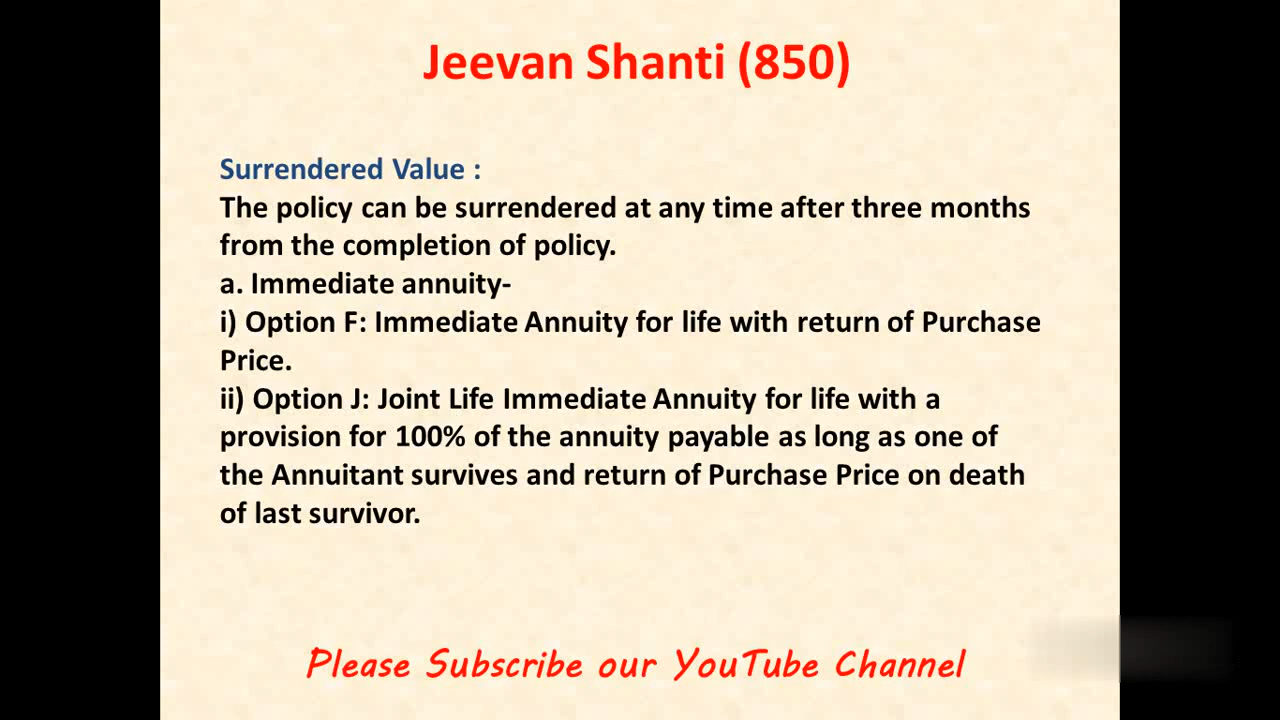 Jeevan Shanti (850)
Surrendered Value :
The policy can be surrendered at any time after three months
from the completion of policy.
a. Immediate annuity-
i) Option F: Immediate Annuity for life with return of Purchase
Price.
ii) Option J: Joint Life Immediate Annuity for life with a
provision for 100% of the annuity payable as long as one of
the Annuitant survives and return of Purchase Price on death
of last survivor.
Please Subscribe our YouTube Channel